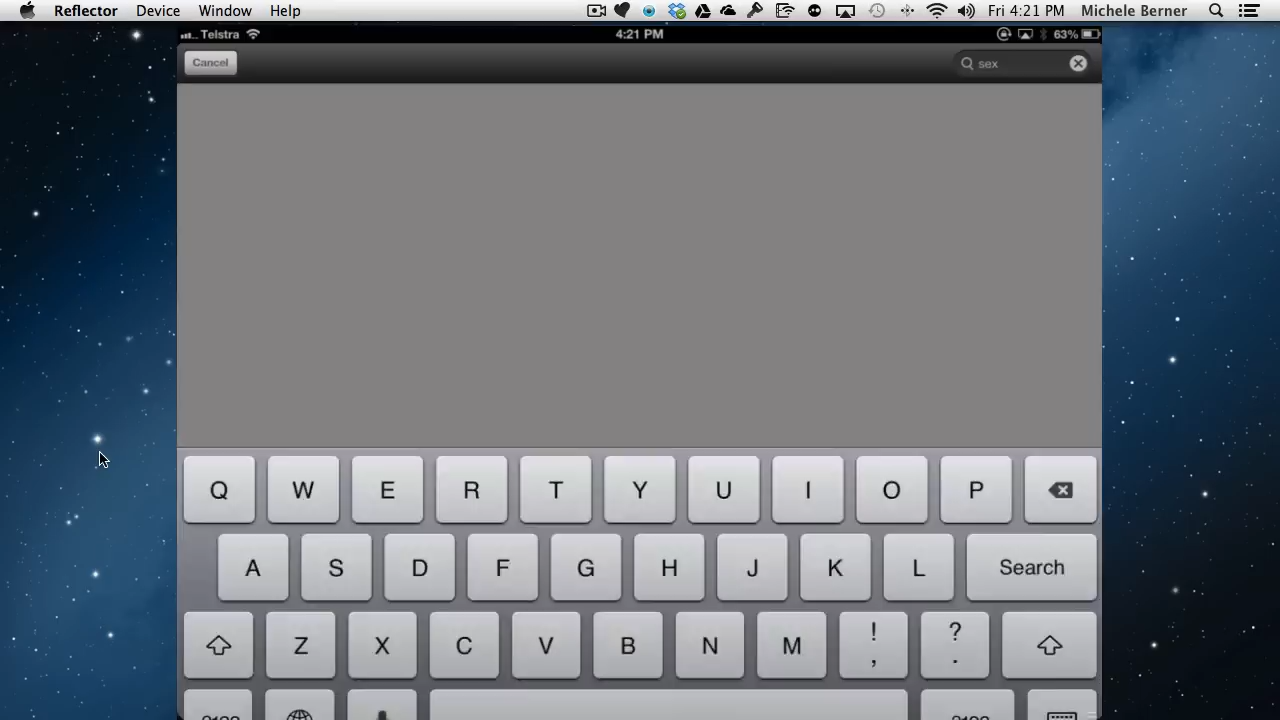 Reflector Device Window Help Fri 4:21 PM Michele Berner
Telstra 4:21 PM 63%
Cancel sex
Q W E R T Y U I O P
A S D F G H J K L Search
Z X C V B N M ! , ? .